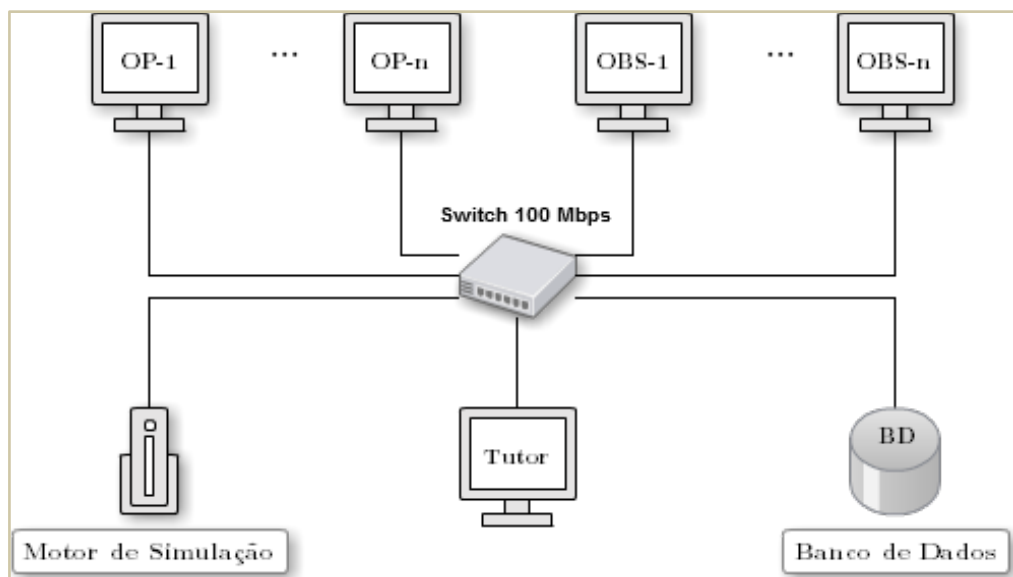 OP-1
...
OP-n
OBS-1
...
OBS-n
Switch 100 Mbps
Tutor
BD
Motor de Simulação
Banco de Dados